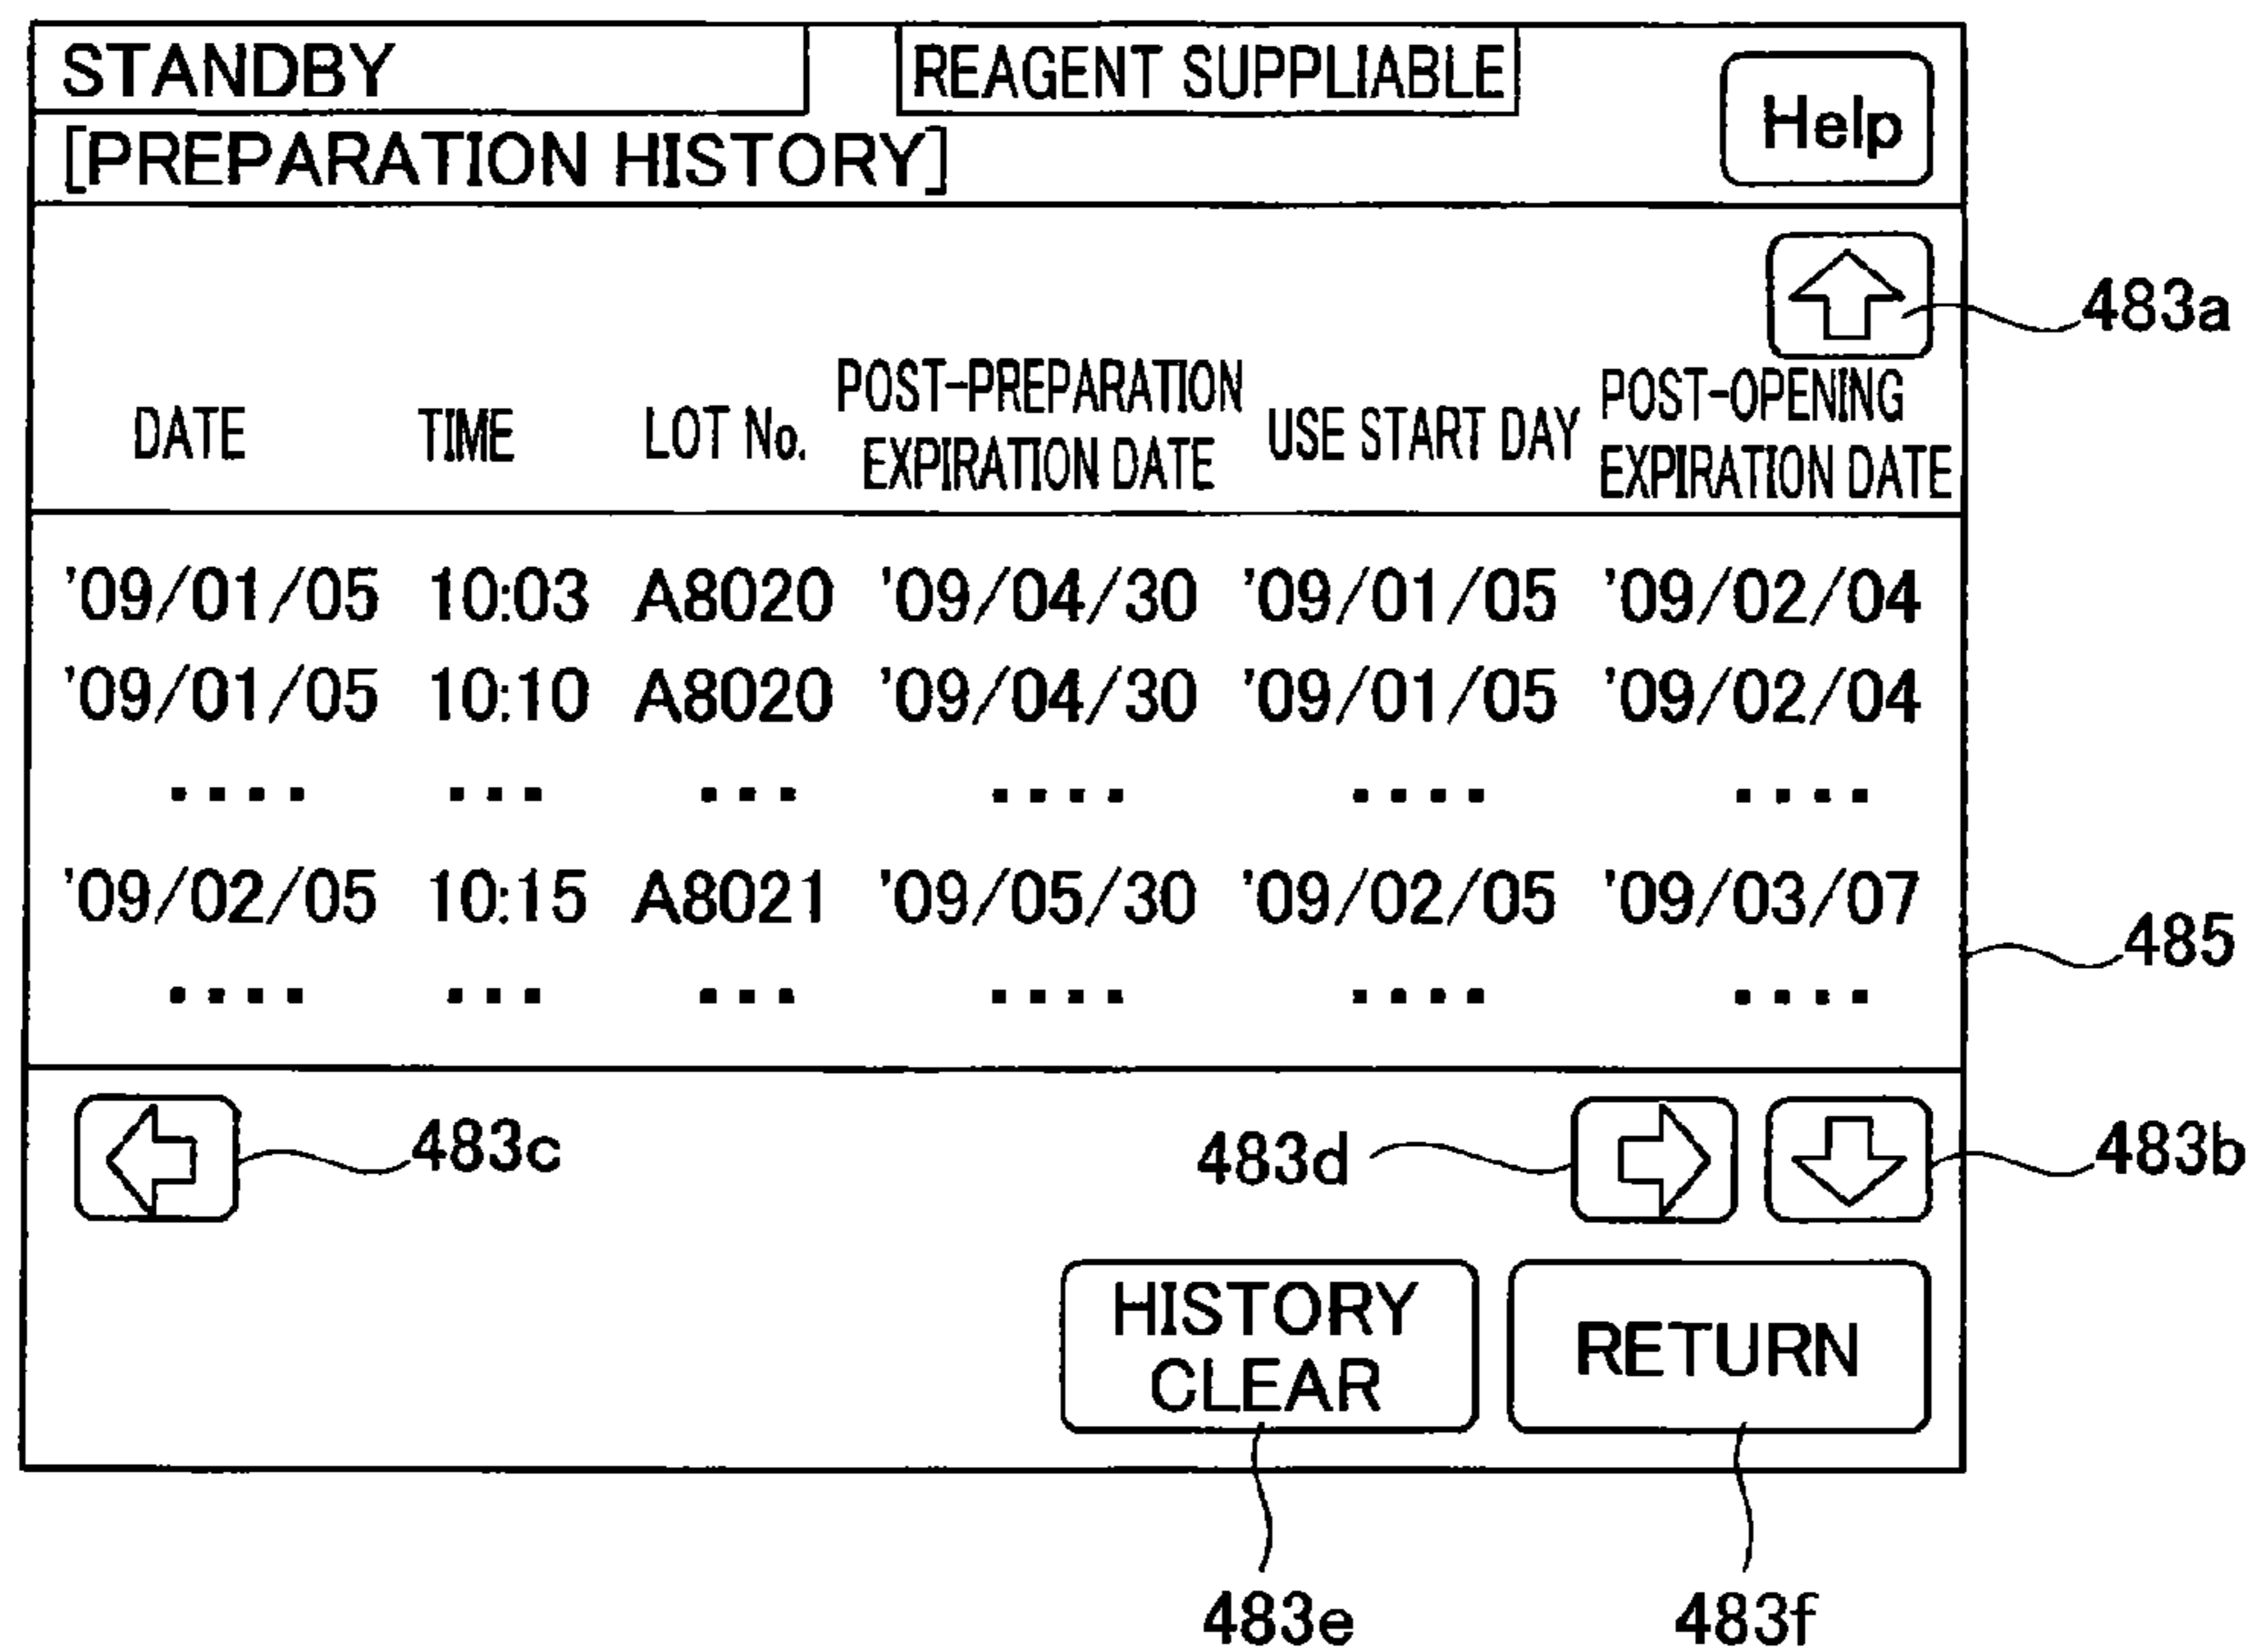 STANDBY
REAGENT SUPPLIABLE
Help
[PREPARATION HISTORY]
483a
DATE TIME LOT No. POST-PREPARATION EXPIRATION DATE USE START DAY POST-OPENING EXPIRATION DATE
'09/01/05 10:03 A8020 '09/04/30 '09/01/05 '09/02/04
'09/01/05 10:10 A8020 '09/04/30 '09/01/05 '09/02/04
.... ... ... .... .... ....
'09/02/05 10:15 A8021 '09/05/30 '09/02/05 '09/03/07
485
.... ... ... .... .... ....
483c
483d
483b
HISTORY
CLEAR
RETURN
483e
483f